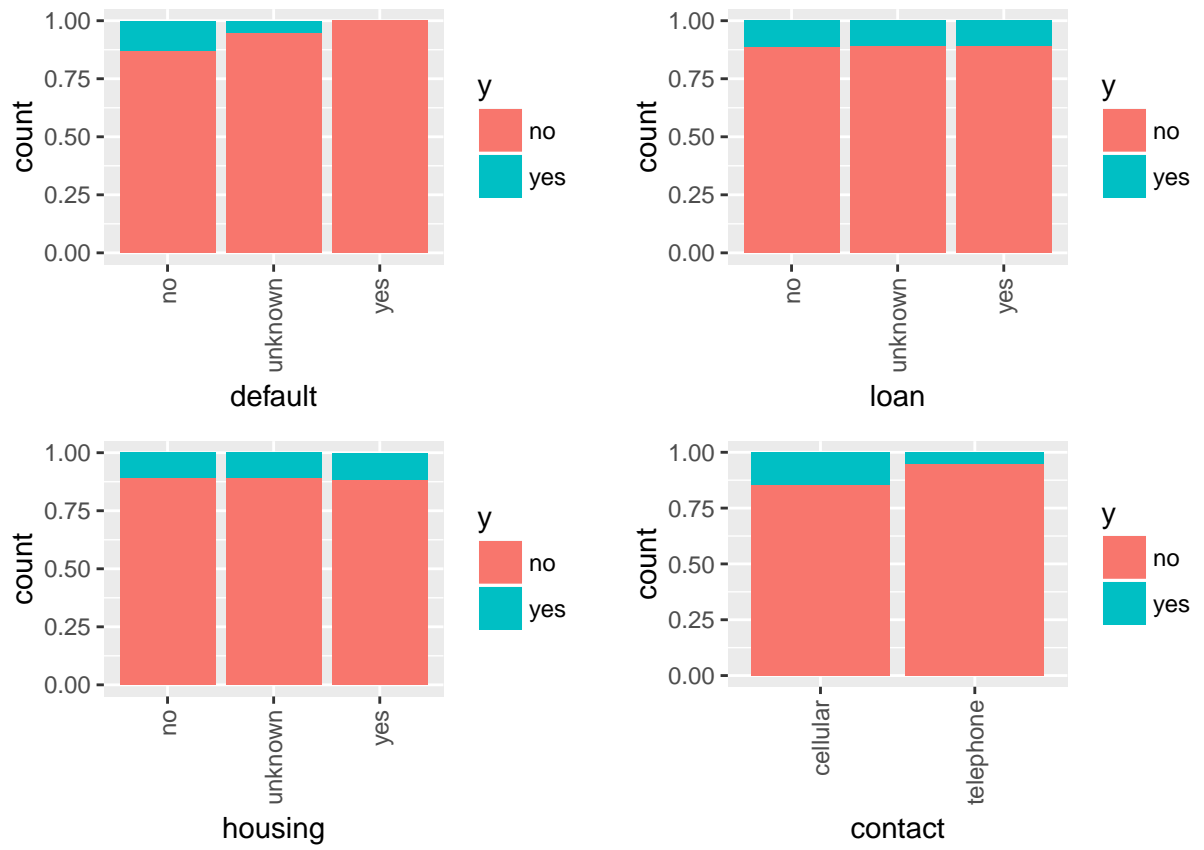 1.00
0.75
0.50
0.25
0.00
count
no
unknown
yes
default
y
no
yes
1.00
0.75
0.50
0.25
0.00
count
no
unknown
yes
loan
y
no
yes
1.00
0.75
0.50
0.25
0.00
count
no
unknown
yes
housing
y
no
yes
1.00
0.75
0.50
0.25
0.00
count
cellular
telephone
contact
y
no
yes